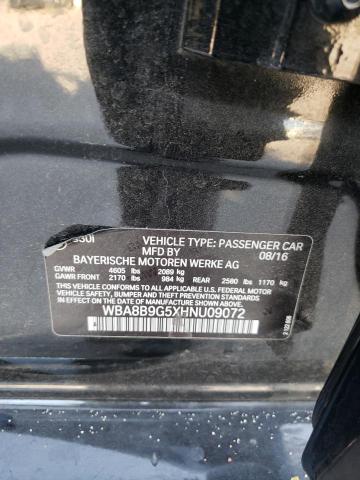 330i VEHICLE TYPE: PASSENGER CAR
MFG BY 08/16
BAYERISCHE MOTOREN WERKE AG
GVWR 4605 lbs 2089 kg
GAWR FRONT 2170 lbs 984 kg REAR 2580 lbs 1170 kg
WBA8B9G5XHNU09072
THIS VEHICLE CONFORMS TO ALL APPLICABLE U.S. FEDERAL MOTOR
VEHICLE SAFETY, BUMPER, AND THEFT PREVENTION STANDARDS
IN EFFECT ON THE DATE OF MANUFACTURE SHOWN ABOVE.